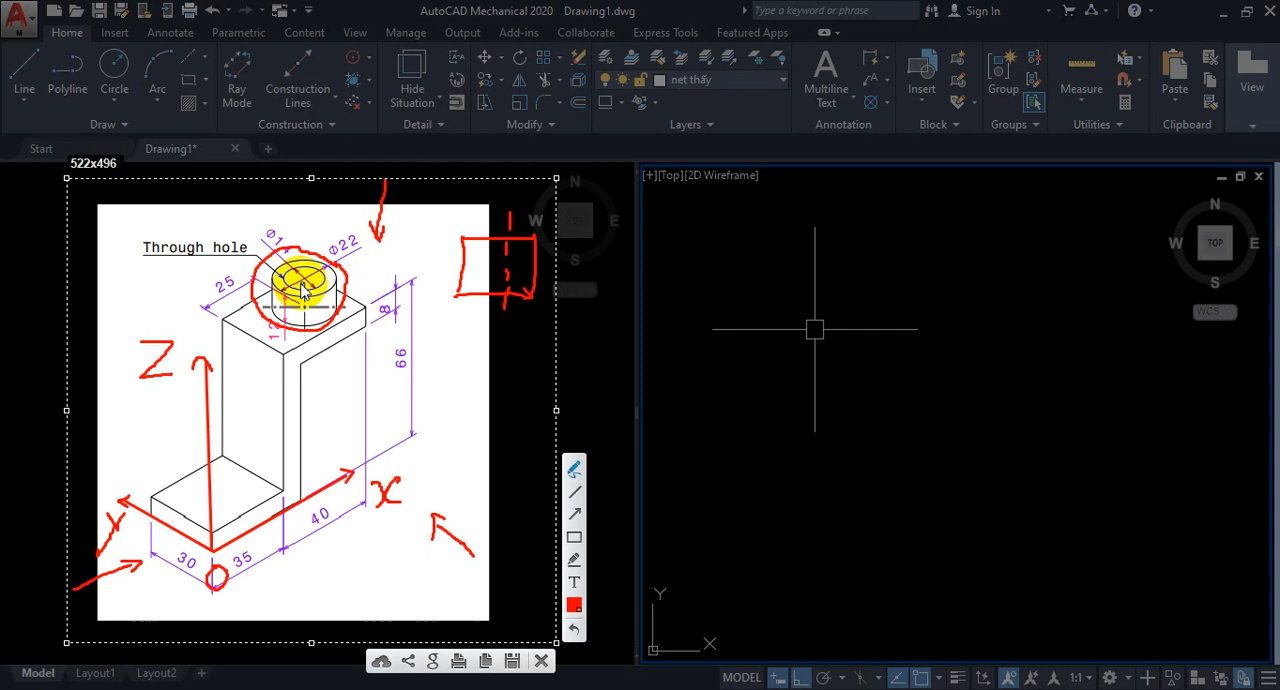 AutoCAD Mechanical 2020 Drawing1.dwg
Type a keyword or phrase
Sign In
Home Insert Annotate Parametric Content View Manage Output Add-ins Collaborate Express Tools Featured Apps
Line Polyline Circle Arc
Ray Mode
Construction Lines
Hide Situation
net thấy
Multiline Text
Insert
Group
Measure
Paste
View
Draw Construction Detail Modify Layers Annotation Block Groups Utilities Clipboard
Start Drawing1*
522x496
[+][Top][2D Wireframe]
N
W TOP E
S
WCS
N
W TOP E
S
Through hole
Ø22
25
8
12
66
Z
X
Y
O
40
30
35
T
g
Y
X
Model Layout1 Layout2
MODEL
1:1